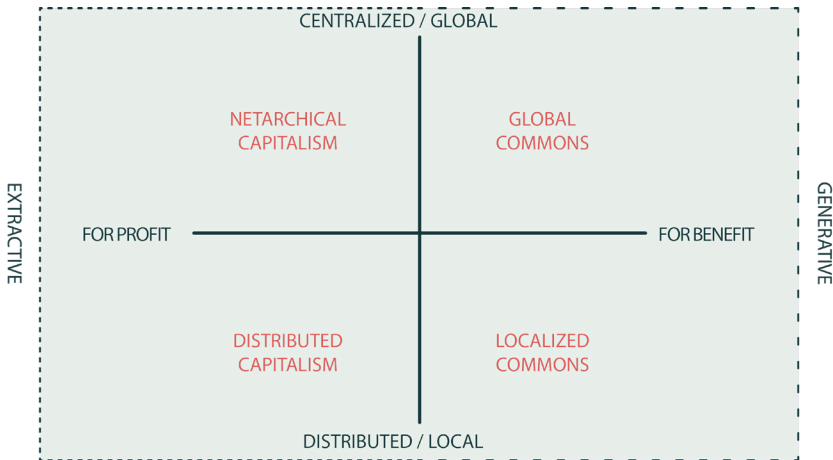 CENTRALIZED / GLOBAL
NETARCHICAL
CAPITALISM
GLOBAL
COMMONS
EXTRACTIVE
FOR PROFIT
FOR BENEFIT
GENERATIVE
DISTRIBUTED
CAPITALISM
LOCALIZED
COMMONS
DISTRIBUTED / LOCAL